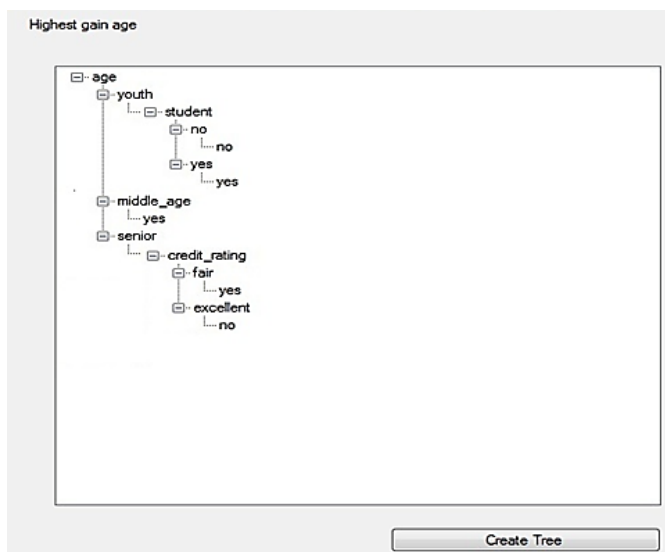 Highest gain age
age
youth
student
no
no
yes
yes
middle_age
yes
senior
credit_rating
fair
yes
excellent
no
Create Tree